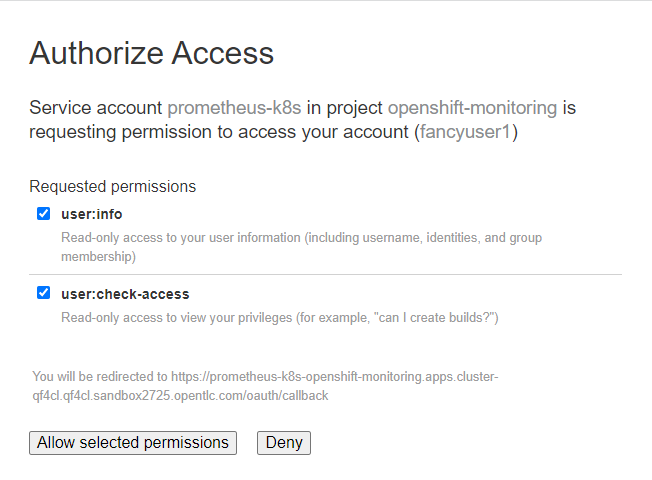 Authorize Access
Service account prometheus-k8s in project openshift-monitoring is
requesting permission to access your account (fancyuser1)
Requested permissions
user:info
Read-only access to your user information (including username, identities, and group
membership)
user:check-access
Read-only access to view your privileges (for example, "can I create builds?")
You will be redirected to https://prometheus-k8s-openshift-monitoring.apps.cluster-
qf4cl.qf4cl.sandbox2725.opentlc.com/oauth/callback
Allow selected permissions
Deny